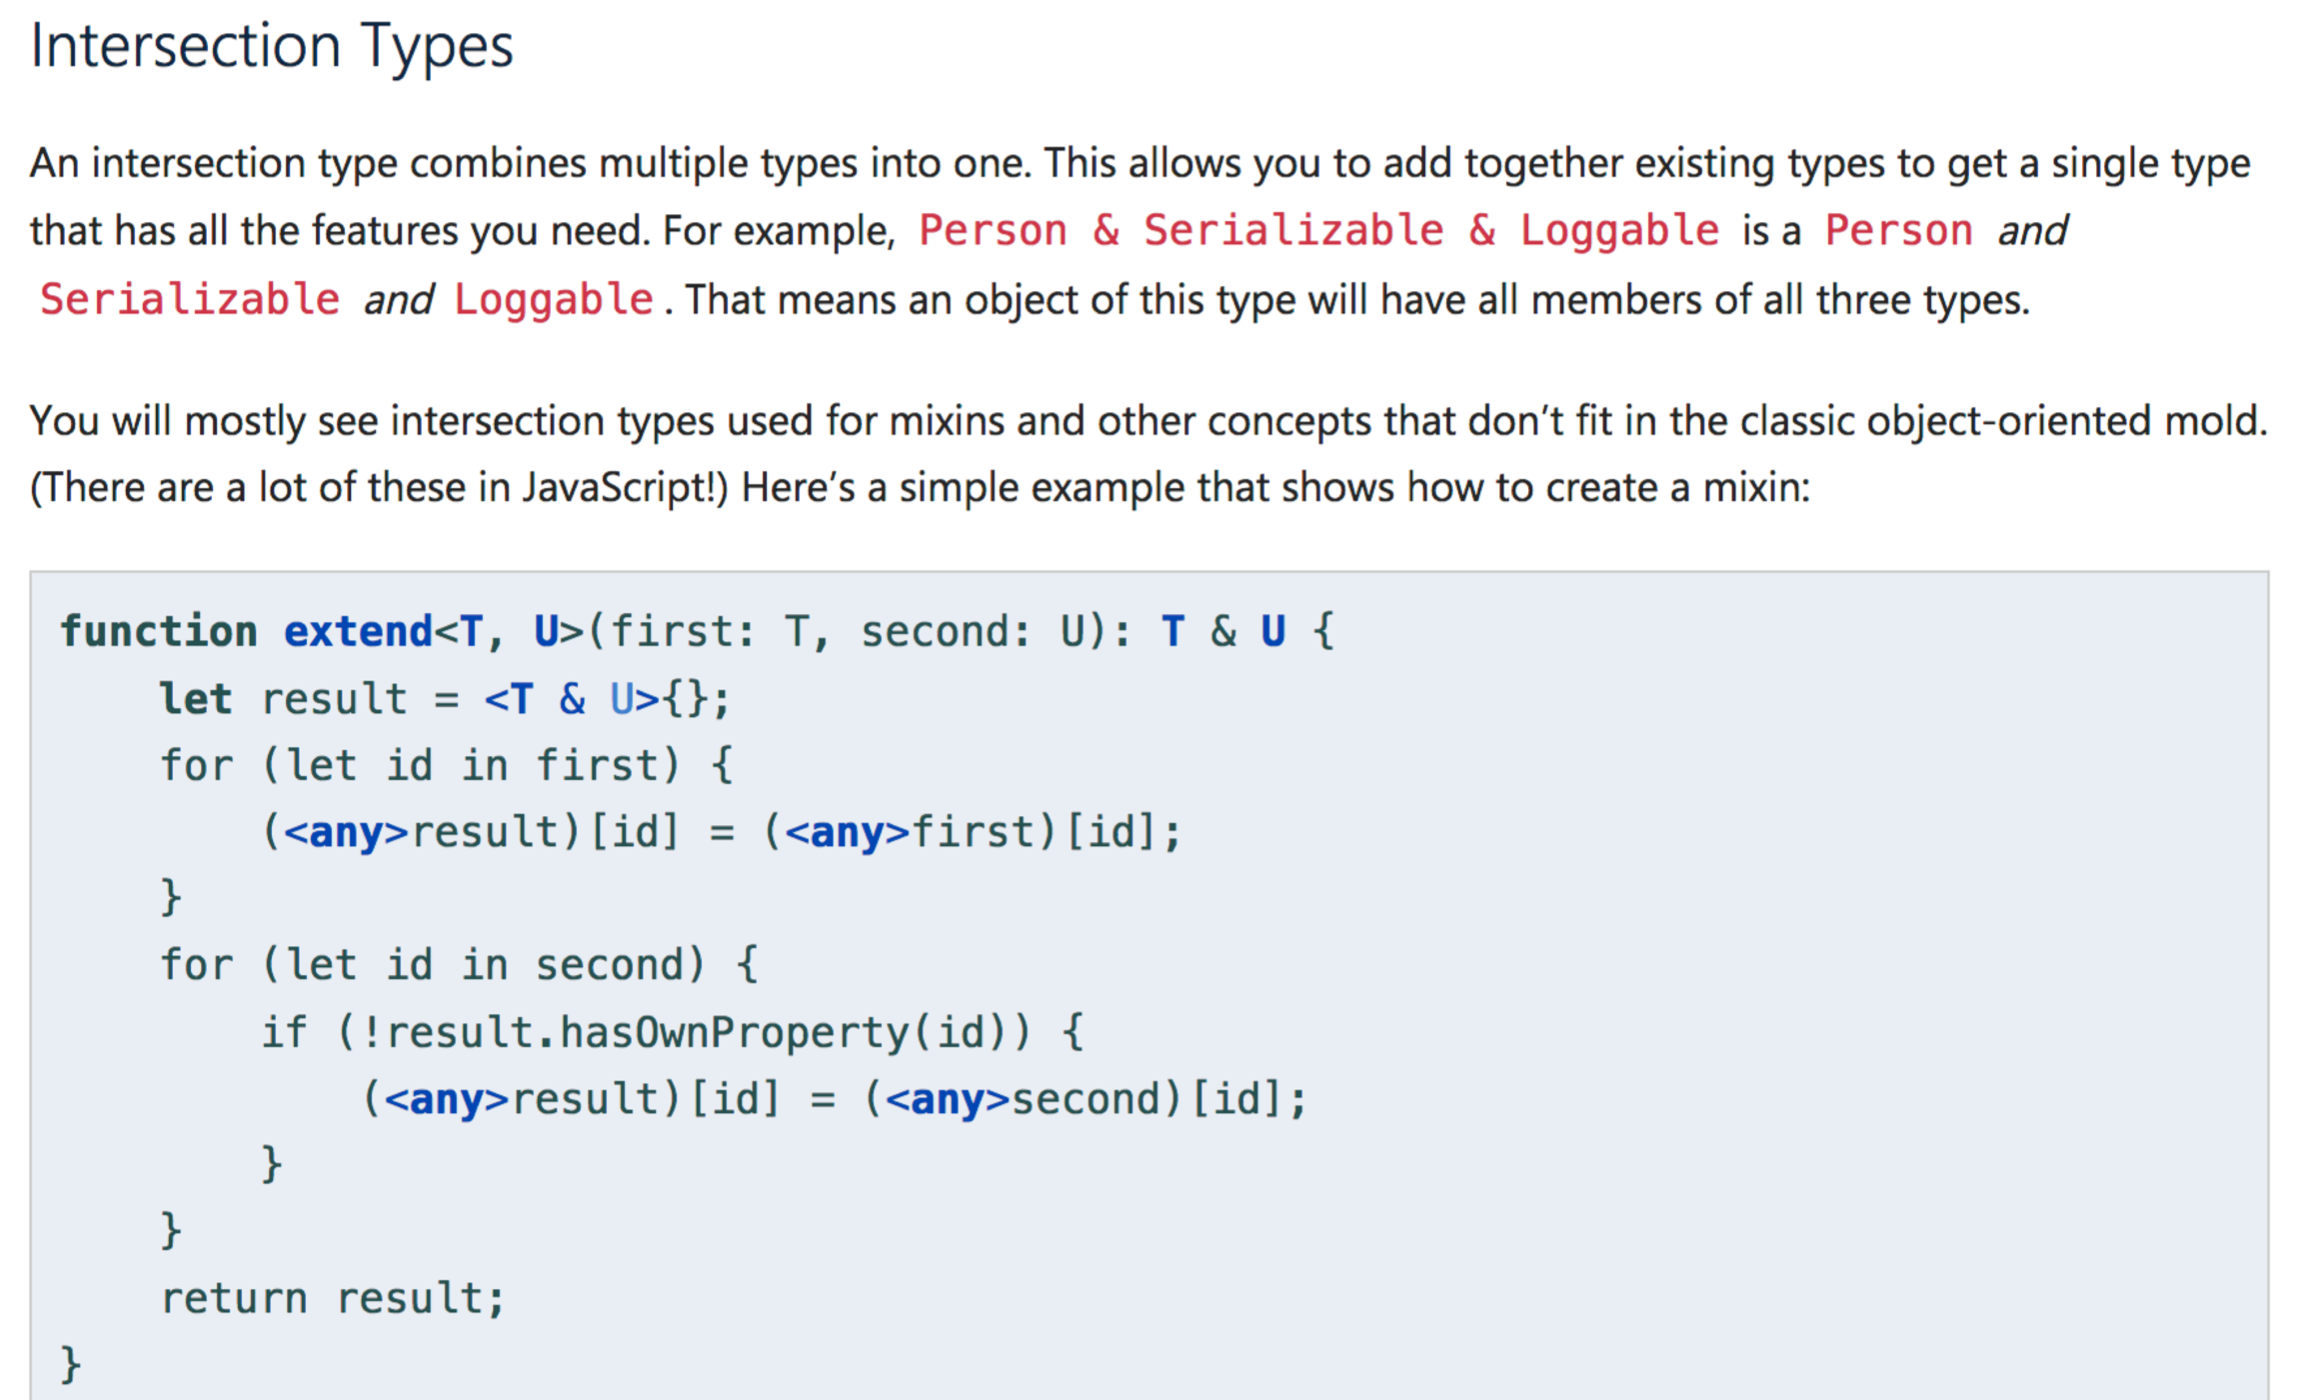 Intersection Types
An intersection type combines multiple types into one. This allows you to add together existing types to get a single type
that has all the features you need. For example, Person & Serializable & Loggable is a Person and
Serializable and Loggable. That means an object of this type will have all members of all three types.
You will mostly see intersection types used for mixins and other concepts that don’t fit in the classic object-oriented mold.
(There are a lot of these in JavaScript!) Here’s a simple example that shows how to create a mixin:
function extend<T, U>(first: T, second: U): T & U {
    let result = <T & U>{};
    for (let id in first) {
        (<any>result)[id] = (<any>first)[id];
    }
    for (let id in second) {
        if (!result.hasOwnProperty(id)) {
            (<any>result)[id] = (<any>second)[id];
        }
    }
    return result;
}